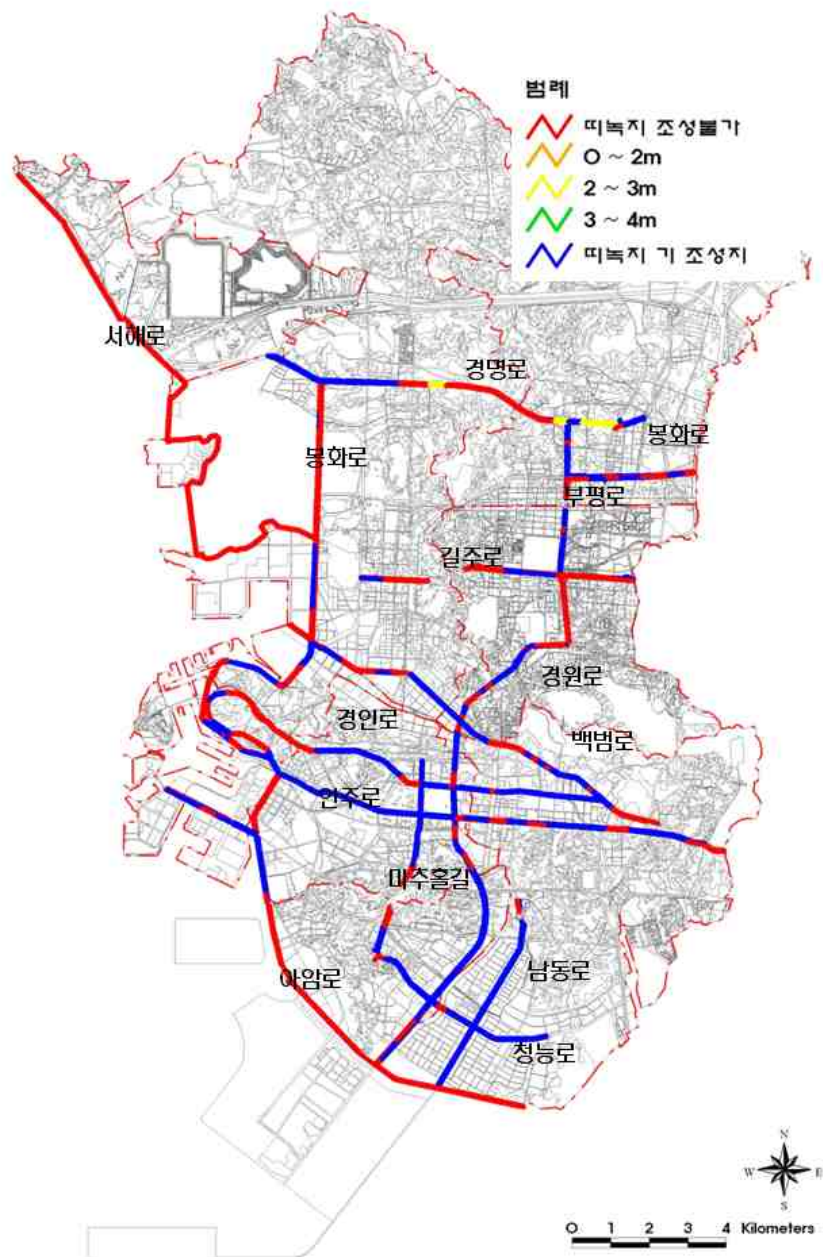 범례
띠녹지 조성불가
0 ~ 2m
2 ~ 3m
3 ~ 4m
띠녹지 기 조성지
서해로
경명로
봉화로
봉화로
부평로
길주로
경원로
경인로
백범로
인주로
미추홀길
아암로
남동로
청능로
N
W
E
S
0 1 2 3 4 Kilometers